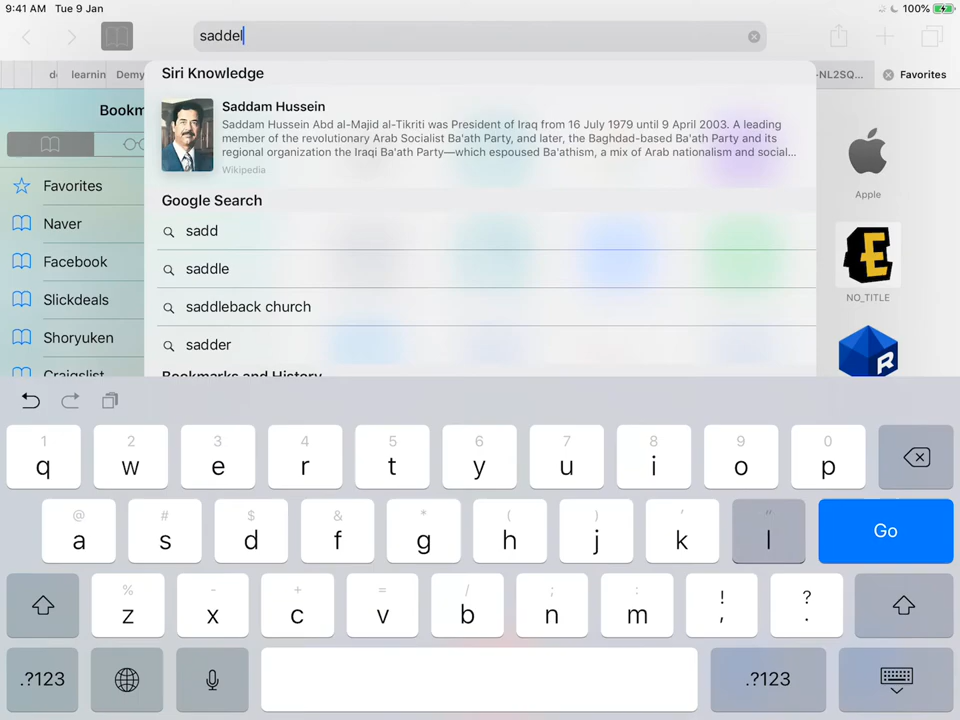 9:41 AM Tue 9 Jan 100%
saddel
d learnin Demy -NL2SQ... Favorites
Bookm
Favorites
Naver
Facebook
Slickdeals
Shoryuken
Craigslist
Siri Knowledge
Saddam Hussein
Saddam Hussein Abd al-Majid al-Tikriti was President of Iraq from 16 July 1979 until 9 April 2003. A leading
member of the revolutionary Arab Socialist Ba'ath Party, and later, the Baghdad-based Ba'ath Party and its
regional organization the Iraqi Ba'ath Party—which espoused Ba'athism, a mix of Arab nationalism and social...
Wikipedia
Google Search
sadd
saddle
saddleback church
sadder
Bookmarks and History
Apple
E
NO_TITLE
R
1 2 3 4 5 6 7 8 9 0
q w e r t y u i o p
@ # $ & * ( ) ' "
a s d f g h j k l Go
% - + = / ; : ! ?
z x c v b n m , .
.?123 .?123